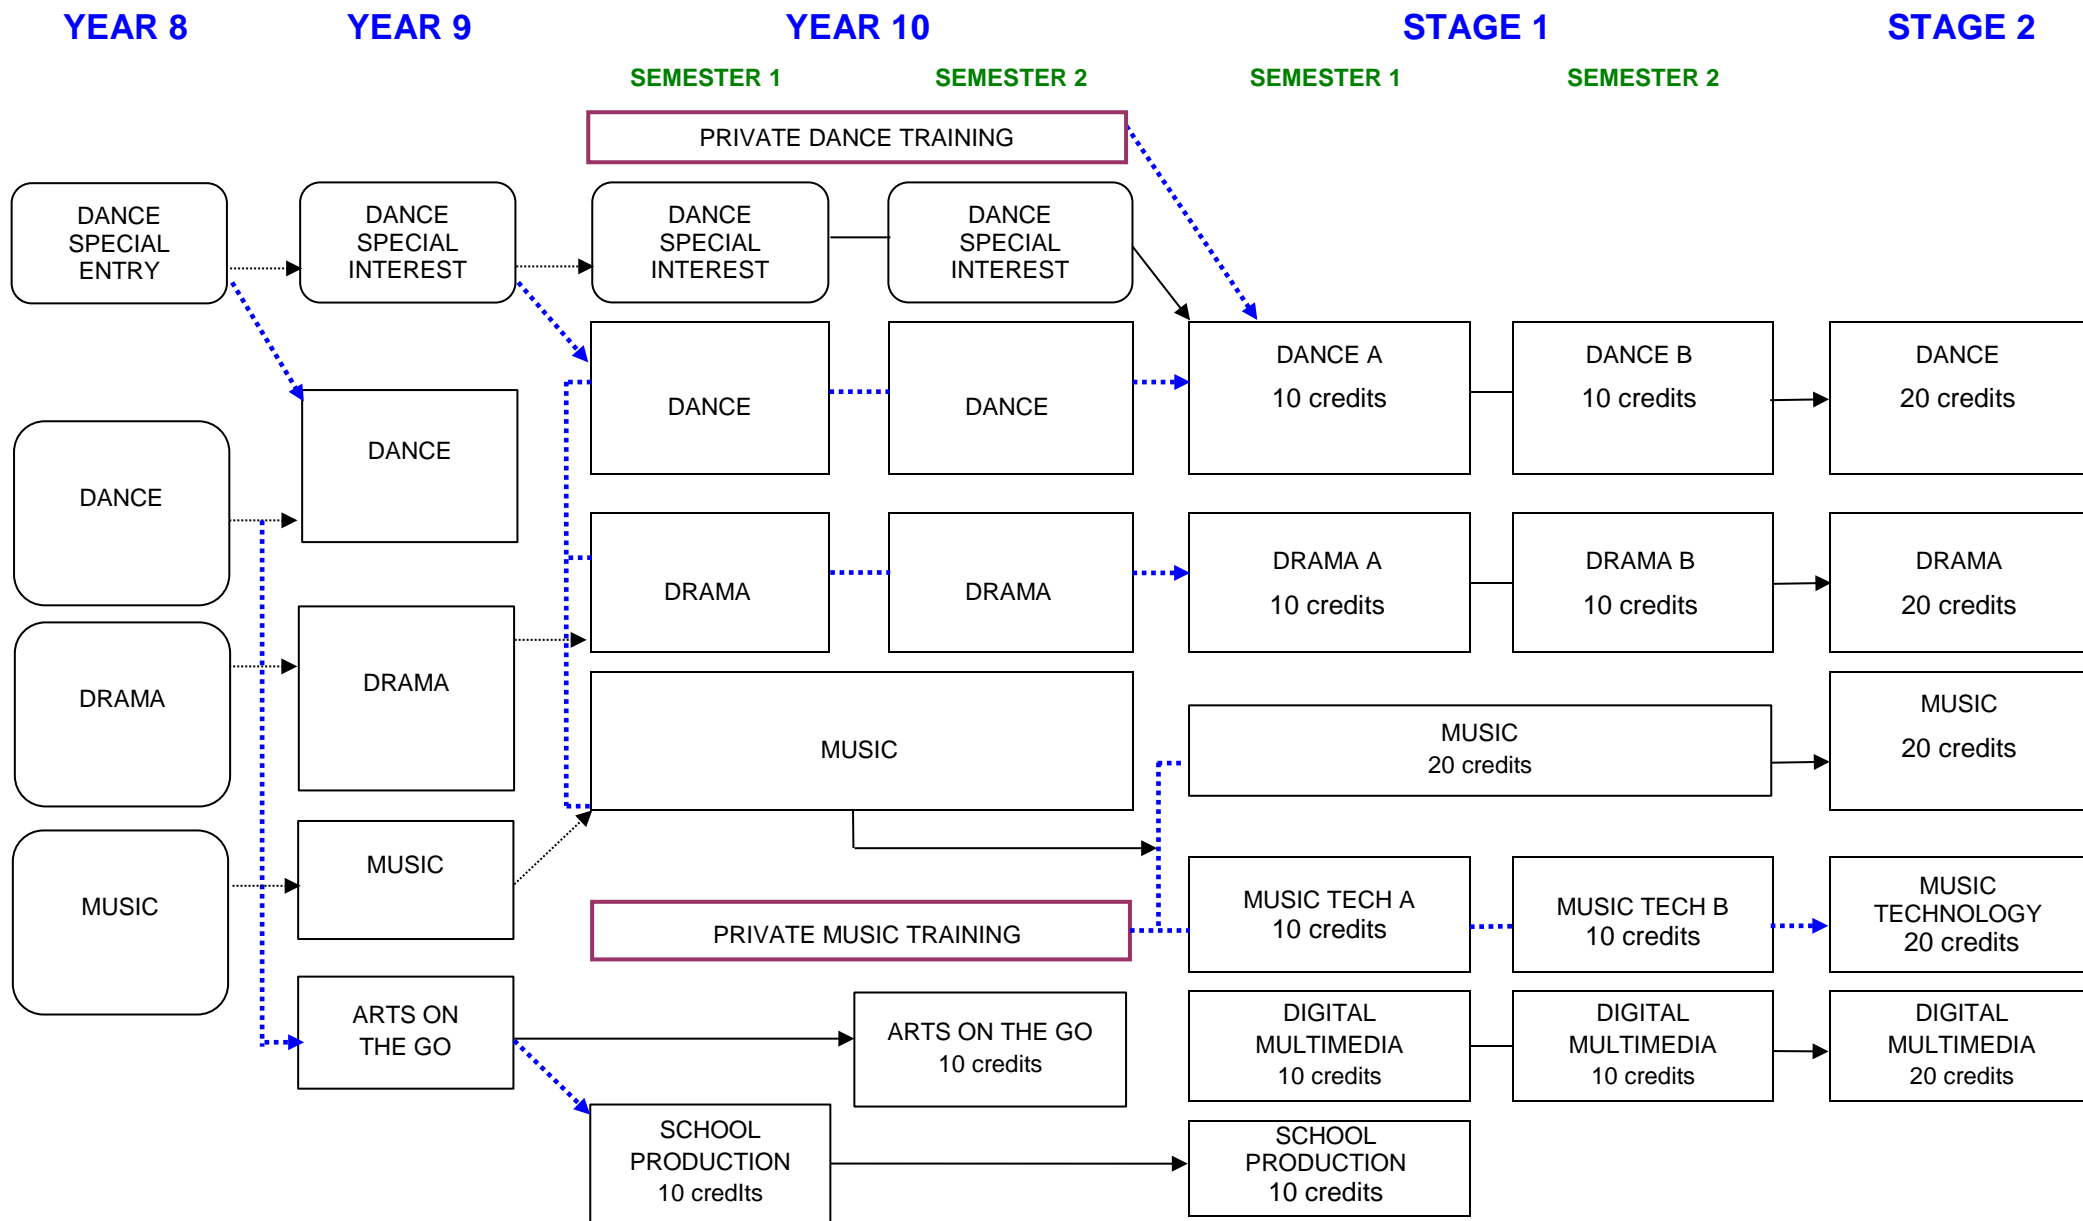 YEAR 8
YEAR 9
YEAR 10
STAGE 1
STAGE 2
SEMESTER 1
SEMESTER 2
SEMESTER 1
SEMESTER 2
PRIVATE DANCE TRAINING
DANCE
SPECIAL
ENTRY
DANCE
SPECIAL
INTEREST
DANCE
SPECIAL
INTEREST
DANCE
SPECIAL
INTEREST
DANCE
DANCE
DANCE A
10 credits
DANCE B
10 credits
DANCE
20 credits
DANCE
DANCE
DRAMA
DRAMA
DRAMA A
10 credits
DRAMA B
10 credits
DRAMA
20 credits
DRAMA
DRAMA
MUSIC
MUSIC
20 credits
MUSIC
20 credits
MUSIC
MUSIC
PRIVATE MUSIC TRAINING
MUSIC TECH A
10 credits
MUSIC TECH B
10 credits
MUSIC
TECHNOLOGY
20 credits
ARTS ON
THE GO
ARTS ON THE GO
10 credits
DIGITAL
MULTIMEDIA
10 credits
DIGITAL
MULTIMEDIA
10 credits
DIGITAL
MULTIMEDIA
20 credits
SCHOOL
PRODUCTION
10 credIts
SCHOOL
PRODUCTION
10 credits